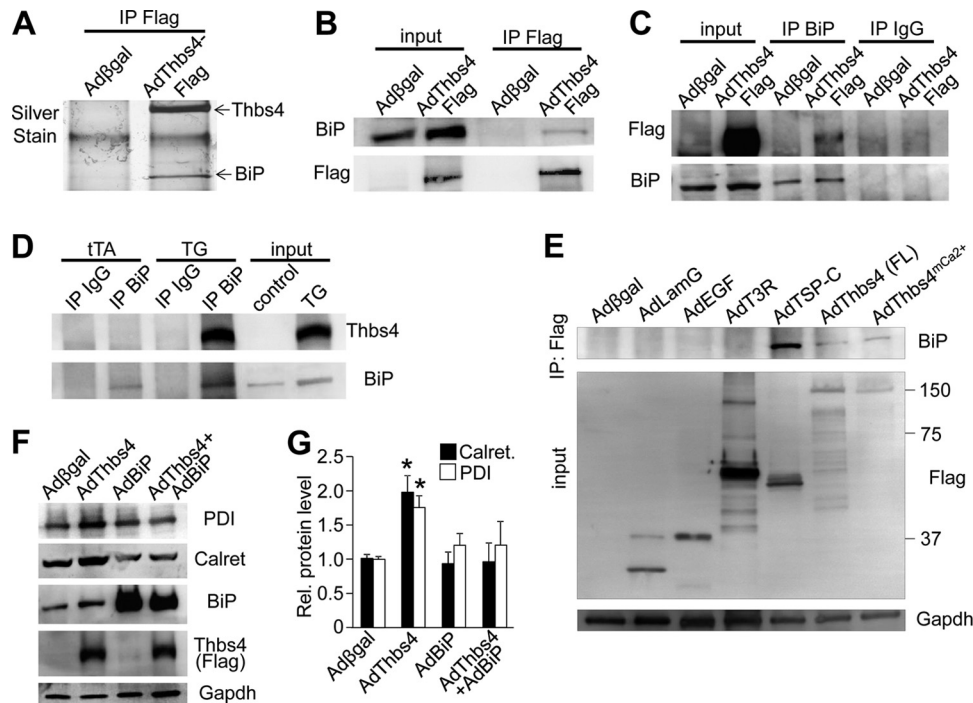 A
IP Flag
Adβgal
AdThbs4-
Flag
Silver
Stain
Thbs4
BiP
B
input
IP Flag
Adβgal
AdThbs4
Flag
Adβgal
AdThbs4
Flag
BiP
Flag
C
input
IP BiP
IP IgG
Adβgal
AdThbs4
Flag
Adβgal
AdThbs4
Flag
Adβgal
AdThbs4
Flag
Flag
BiP
D
tTA
TG
input
IP IgG
IP BiP
IP IgG
IP BiP
control
TG
Thbs4
BiP
E
Adβgal
AdLamG
AdEGF
AdT3R
AdTSP-C
AdThbs4 (FL)
AdThbs4mCa2+
IP: Flag
BiP
input
150
75
Flag
37
Gapdh
F
Adβgal
AdThbs4
AdBiP
AdThbs4+
AdBiP
PDI
Calret
BiP
Thbs4
(Flag)
Gapdh
G
Calret.
PDI
Rel. protein level
2.5
2.0
1.5
1.0
0.5
0
*
*
Adβgal
AdThbs4
AdBiP
AdThbs4
+AdBiP